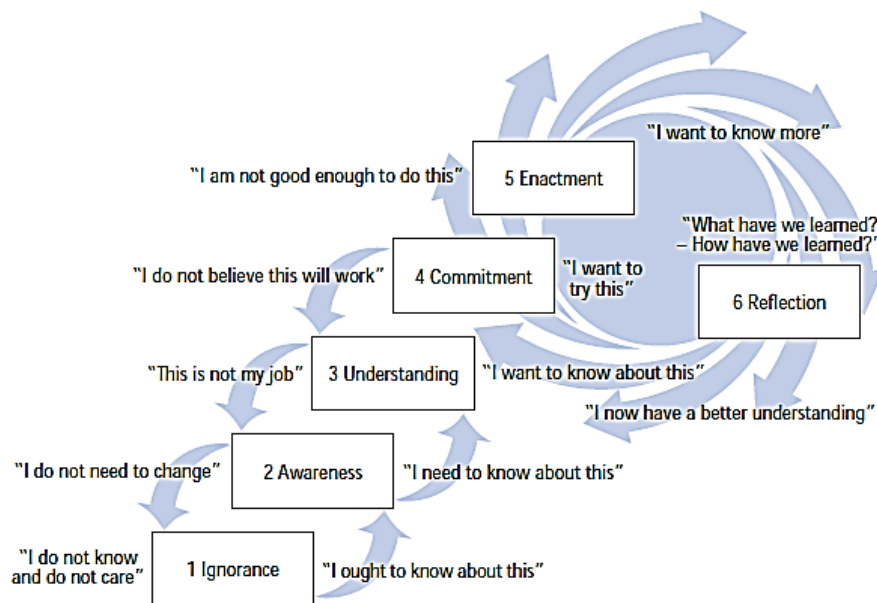 "I want to know more"
"I am not good enough to do this"
5 Enactment
"What have we learned?
– How have we learned?"
"I do not believe this will work"
4 Commitment
"I want to
try this"
6 Reflection
"This is not my job"
3 Understanding
"I want to know about this"
"I now have a better understanding"
"I do not need to change"
2 Awareness
"I need to know about this"
"I do not know
and do not care"
1 Ignorance
"I ought to know about this"